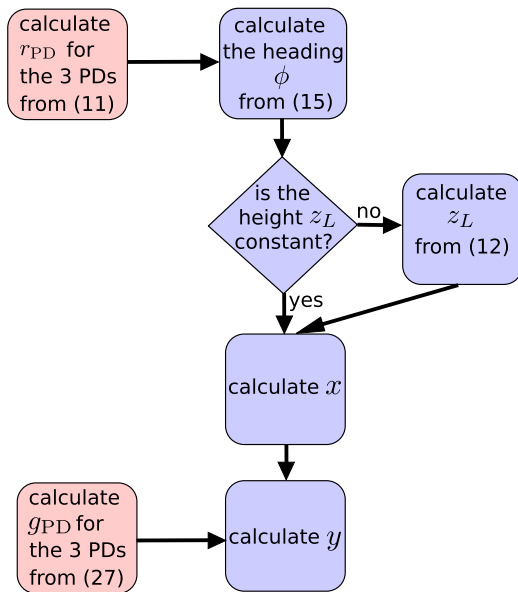 calculate
r_PD for
the 3 PDs
from (11)
calculate
the heading
ϕ
from (15)
is the
height z_L
constant?
no
calculate
z_L
from (12)
yes
calculate x
calculate
g_PD for
the 3 PDs
from (27)
calculate y